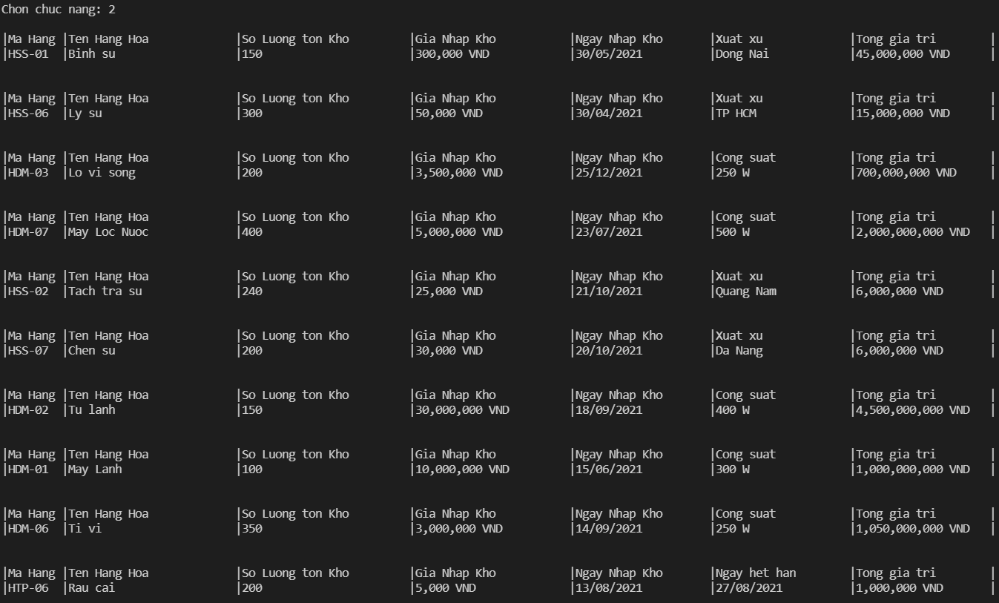 Chon chuc nang: 2
|Ma Hang |Ten Hang Hoa |So Luong ton Kho |Gia Nhap Kho |Ngay Nhap Kho |Xuat xu |Tong gia tri |
|HSS-01 |Binh su |150 |300,000 VND |30/05/2021 |Dong Nai |45,000,000 VND |
|Ma Hang |Ten Hang Hoa |So Luong ton Kho |Gia Nhap Kho |Ngay Nhap Kho |Xuat xu |Tong gia tri |
|HSS-06 |Ly su |300 |50,000 VND |30/04/2021 |TP HCM |15,000,000 VND |
|Ma Hang |Ten Hang Hoa |So Luong ton Kho |Gia Nhap Kho |Ngay Nhap Kho |Cong suat |Tong gia tri |
|HDM-03 |Lo vi song |200 |3,500,000 VND |25/12/2021 |250 W |700,000,000 VND |
|Ma Hang |Ten Hang Hoa |So Luong ton Kho |Gia Nhap Kho |Ngay Nhap Kho |Cong suat |Tong gia tri |
|HDM-07 |May Loc Nuoc |400 |5,000,000 VND |23/07/2021 |500 W |2,000,000,000 VND |
|Ma Hang |Ten Hang Hoa |So Luong ton Kho |Gia Nhap Kho |Ngay Nhap Kho |Xuat xu |Tong gia tri |
|HSS-02 |Tach tra su |240 |25,000 VND |21/10/2021 |Quang Nam |6,000,000 VND |
|Ma Hang |Ten Hang Hoa |So Luong ton Kho |Gia Nhap Kho |Ngay Nhap Kho |Xuat xu |Tong gia tri |
|HSS-07 |Chen su |200 |30,000 VND |20/10/2021 |Da Nang |6,000,000 VND |
|Ma Hang |Ten Hang Hoa |So Luong ton Kho |Gia Nhap Kho |Ngay Nhap Kho |Cong suat |Tong gia tri |
|HDM-02 |Tu lanh |150 |30,000,000 VND |18/09/2021 |400 W |4,500,000,000 VND |
|Ma Hang |Ten Hang Hoa |So Luong ton Kho |Gia Nhap Kho |Ngay Nhap Kho |Cong suat |Tong gia tri |
|HDM-01 |May Lanh |100 |10,000,000 VND |15/06/2021 |300 W |1,000,000,000 VND |
|Ma Hang |Ten Hang Hoa |So Luong ton Kho |Gia Nhap Kho |Ngay Nhap Kho |Cong suat |Tong gia tri |
|HDM-06 |Ti vi |350 |3,000,000 VND |14/09/2021 |250 W |1,050,000,000 VND |
|Ma Hang |Ten Hang Hoa |So Luong ton Kho |Gia Nhap Kho |Ngay Nhap Kho |Ngay het han |Tong gia tri |
|HTP-06 |Rau cai |200 |5,000 VND |13/08/2021 |27/08/2021 |1,000,000 VND |